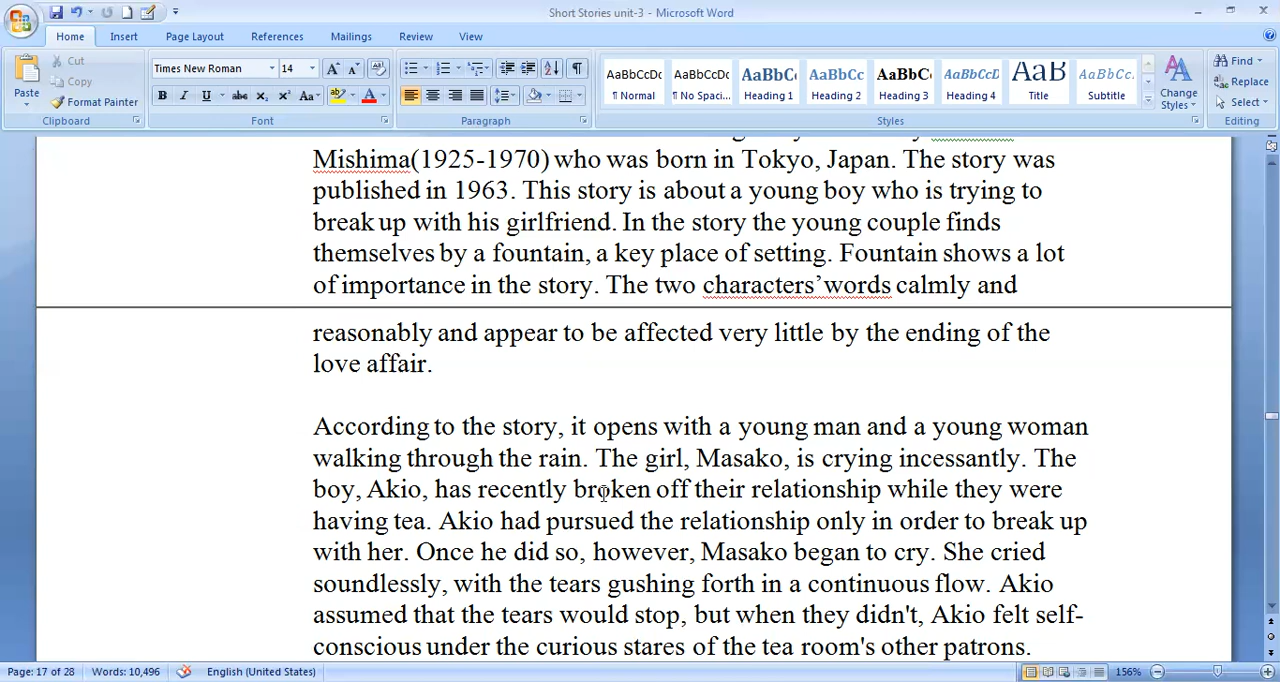 Short Stories unit-3 - Microsoft Word
Home Insert Page Layout References Mailings Review View
Paste
Cut
Copy
Format Painter
Clipboard
Times New Roman 14
Font
Paragraph
AaBbCcDc AaBbCcDc AaBbC AaBbCc AaBbC AaBbCcD AaB AaBbCc.
¶ Normal ¶ No Spaci... Heading 1 Heading 2 Heading 3 Heading 4 Title Subtitle
Change Styles
Styles
Find
Replace
Select
Editing
Mishima(1925-1970) who was born in Tokyo, Japan. The story was
published in 1963. This story is about a young boy who is trying to
break up with his girlfriend. In the story the young couple finds
themselves by a fountain, a key place of setting. Fountain shows a lot
of importance in the story. The two characters’words calmly and
reasonably and appear to be affected very little by the ending of the
love affair.
According to the story, it opens with a young man and a young woman
walking through the rain. The girl, Masako, is crying incessantly. The
boy, Akio, has recently broken off their relationship while they were
having tea. Akio had pursued the relationship only in order to break up
with her. Once he did so, however, Masako began to cry. She cried
soundlessly, with the tears gushing forth in a continuous flow. Akio
assumed that the tears would stop, but when they didn't, Akio felt self-
conscious under the curious stares of the tea room's other patrons.
Page: 17 of 28 Words: 10,496 English (United States) 156%